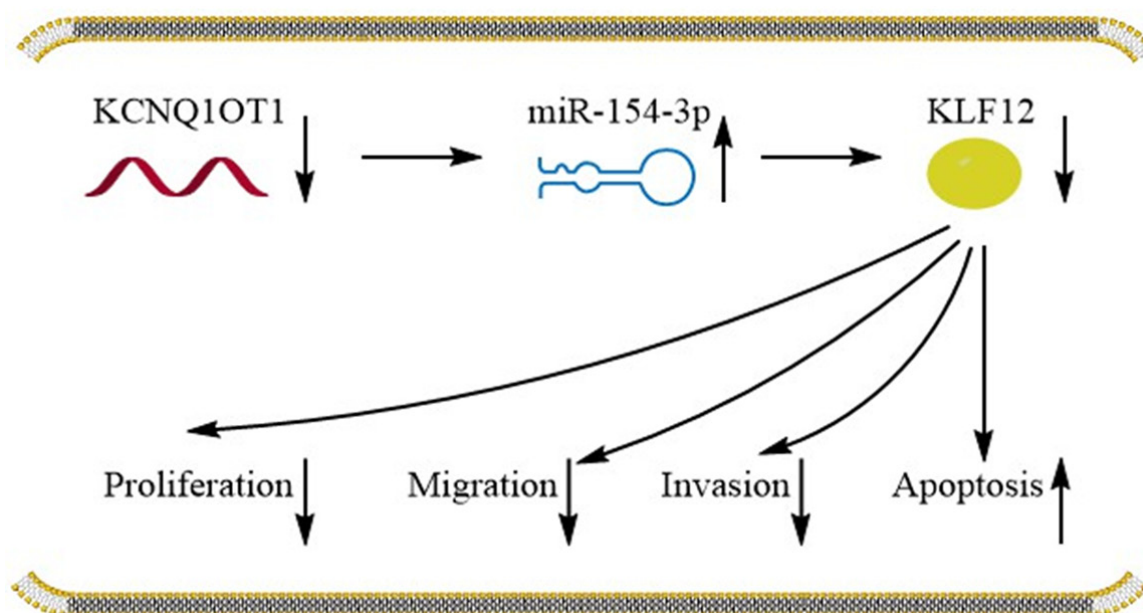 KCNQ1OT1
miR-154-3p
KLF12
Proliferation
Migration
Invasion
Apoptosis